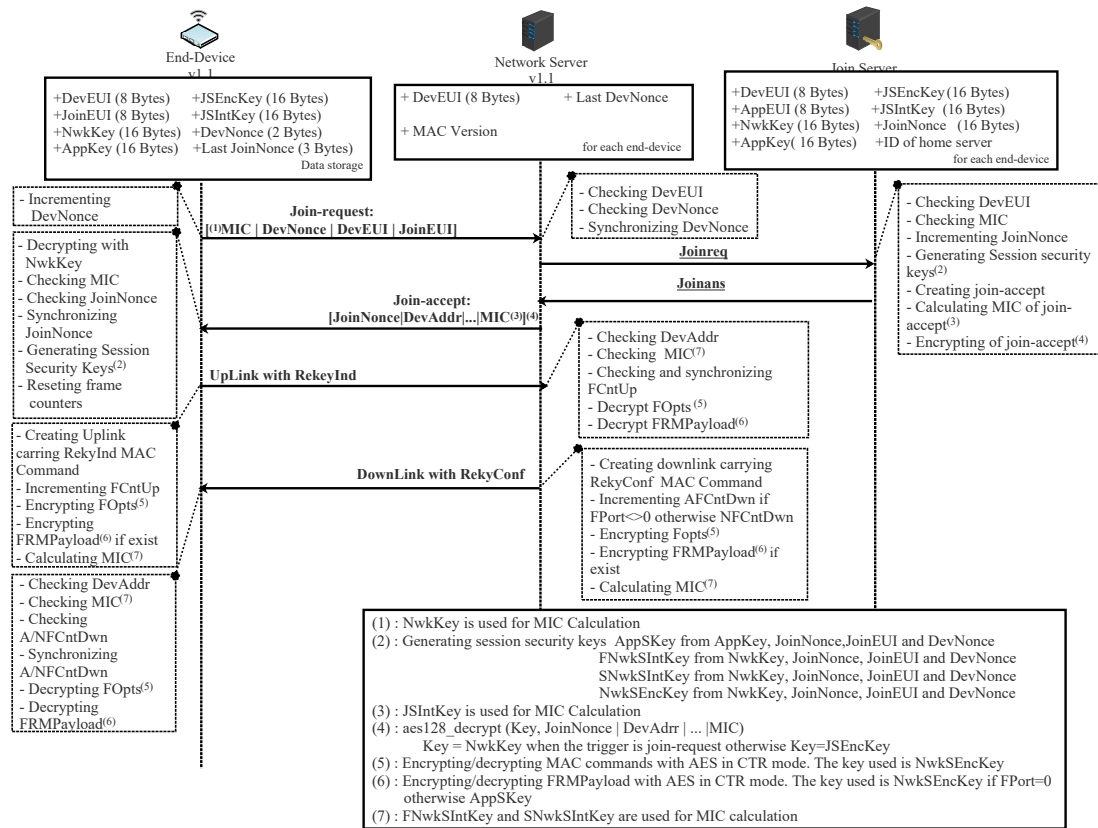 End-Device
v1.1
Network Server
v1.1
Join Server
+DevEUI (8 Bytes) +JSEncKey (16 Bytes)
+JoinEUI (8 Bytes) +JSIntKey (16 Bytes)
+NwkKey (16 Bytes) +DevNonce (2 Bytes)
+AppKey (16 Bytes) +Last JoinNonce (3 Bytes)
Data storage
+ DevEUI (8 Bytes) + Last DevNonce
+ MAC Version
for each end-device
+DevEUI (8 Bytes) +JSEncKey(16 Bytes)
+AppEUI (8 Bytes) +JSIntKey (16 Bytes)
+NwkKey (16 Bytes) +JoinNonce (16 Bytes)
+AppKey( 16 Bytes) +ID of home server
for each end-device
- Incrementing
DevNonce
Join-request:
[⁽¹⁾MIC | DevNonce | DevEUI | JoinEUI]
- Checking DevEUI
- Checking DevNonce
- Synchronizing DevNonce
Joinreq
- Checking DevEUI
- Checking MIC
- Incrementing JoinNonce
- Generating Session security
keys⁽²⁾
- Creating join-accept
- Calculating MIC of join-
accept⁽³⁾
- Encrypting of join-accept⁽⁴⁾
Joinans
Join-accept:
[JoinNonce|DevAddr|...|MIC⁽³⁾]⁽⁴⁾
- Decrypting with
NwkKey
- Checking MIC
- Checking JoinNonce
- Synchronizing
JoinNonce
- Generating Session
Security Keys⁽²⁾
- Reseting frame
counters
UpLink with RekeyInd
- Checking DevAddr
- Checking MIC⁽⁷⁾
- Checking and synchronizing
FCntUp
- Decrypt FOpts⁽⁵⁾
- Decrypt FRMPayload⁽⁶⁾
- Creating Uplink
carring RekyInd MAC
Command
- Incrementing FCntUp
- Encrypting FOpts⁽⁵⁾
- Encrypting
FRMPayload⁽⁶⁾ if exist
- Calculating MIC⁽⁷⁾
DownLink with RekyConf
- Creating downlink carrying
RekyConf MAC Command
- Incrementing AFCntDwn if
FPort<>0 otherwise NFCntDwn
- Encrypting Fopts⁽⁵⁾
- Encrypting FRMPayload⁽⁶⁾ if
exist
- Calculating MIC⁽⁷⁾
- Checking DevAddr
- Checking MIC⁽⁷⁾
- Checking
A/NFCntDwn
- Synchronizing
A/NFCntDwn
- Decrypting FOpts⁽⁵⁾
- Decrypting
FRMPayload⁽⁶⁾
(1) : NwkKey is used for MIC Calculation
(2) : Generating session security keys AppSKey from AppKey, JoinNonce,JoinEUI and DevNonce
FNwkSIntKey from NwkKey, JoinNonce, JoinEUI and DevNonce
SNwkSIntKey from NwkKey, JoinNonce, JoinEUI and DevNonce
NwkSEncKey from NwkKey, JoinNonce, JoinEUI and DevNonce
(3) : JSIntKey is used for MIC Calculation
(4) : aes128_decrypt (Key, JoinNonce | DevAdrr | ... |MIC)
Key = NwkKey when the trigger is join-request otherwise Key=JSEncKey
(5) : Encrypting/decrypting MAC commands with AES in CTR mode. The key used is NwkSEncKey
(6) : Encrypting/decrypting FRMPayload with AES in CTR mode. The key used is NwkSEncKey if FPort=0
otherwise AppSKey
(7) : FNwkSIntKey and SNwkSIntKey are used for MIC calculation